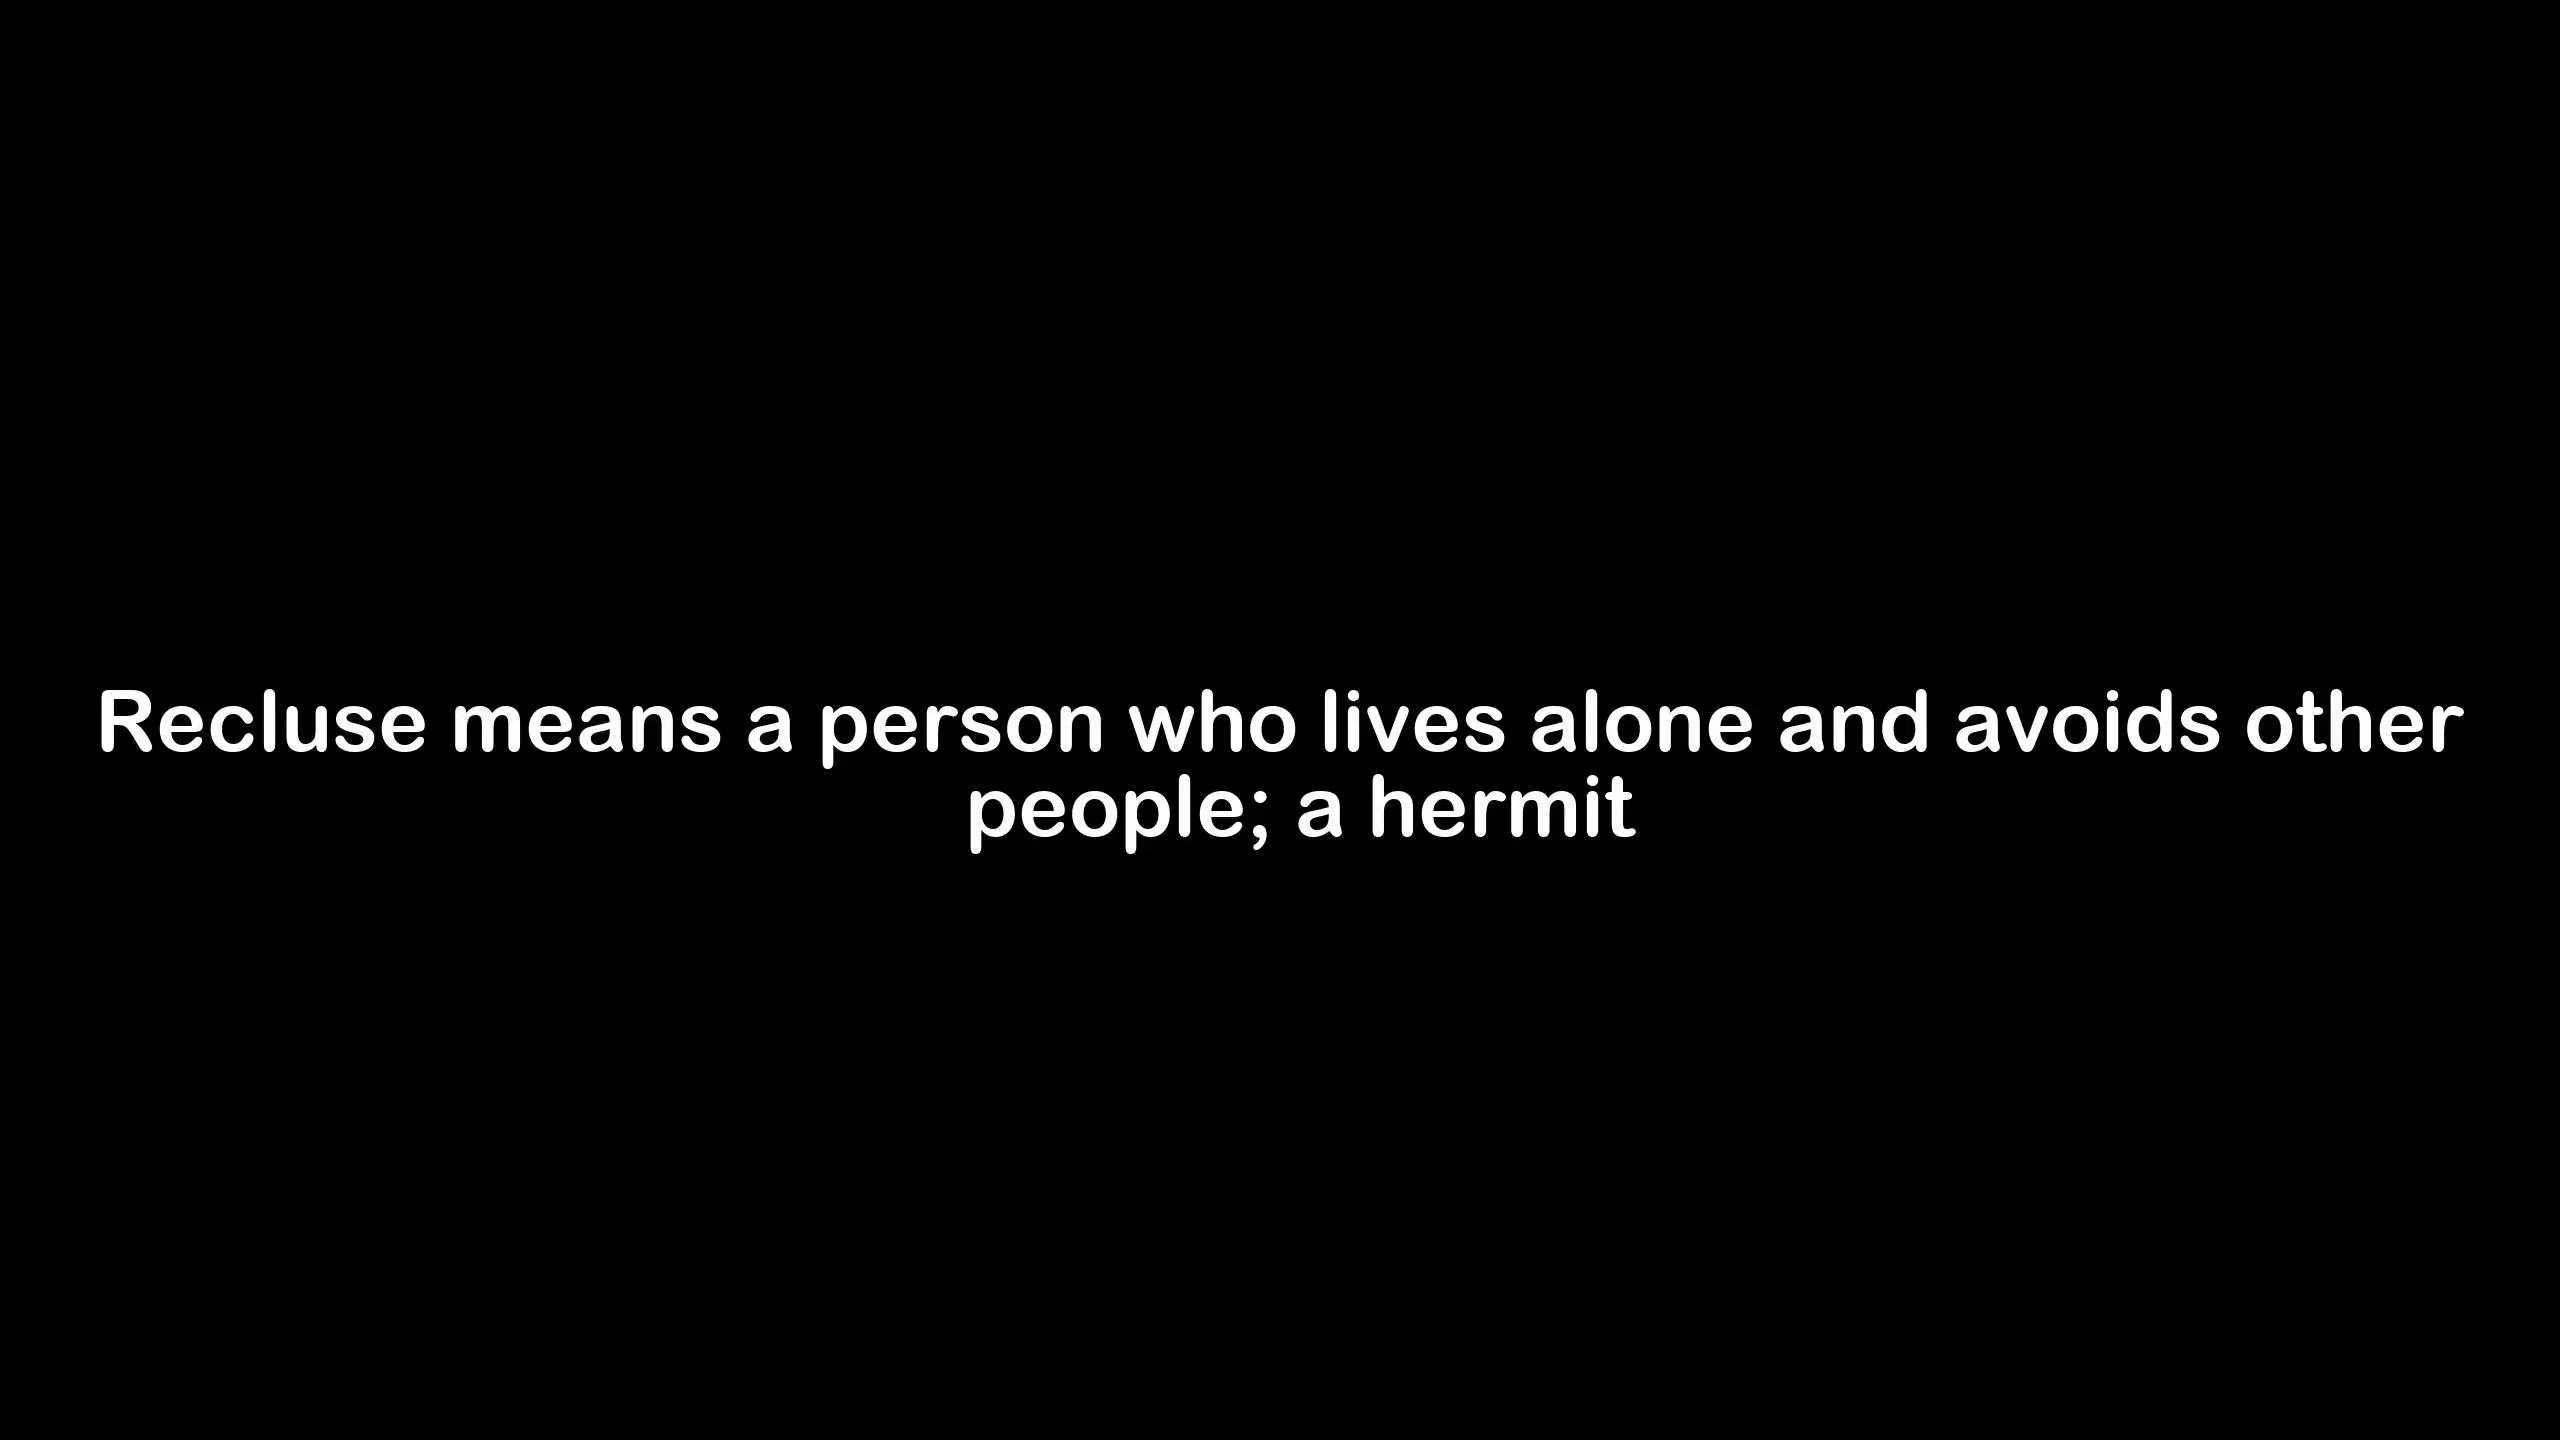 Recluse means a person who lives alone and avoids other
people; a hermit